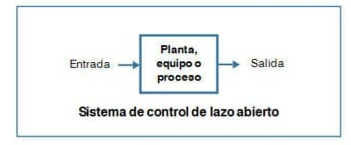 Planta,
Entrada equipo o Salida
proceso
Sistema de control de lazo abierto